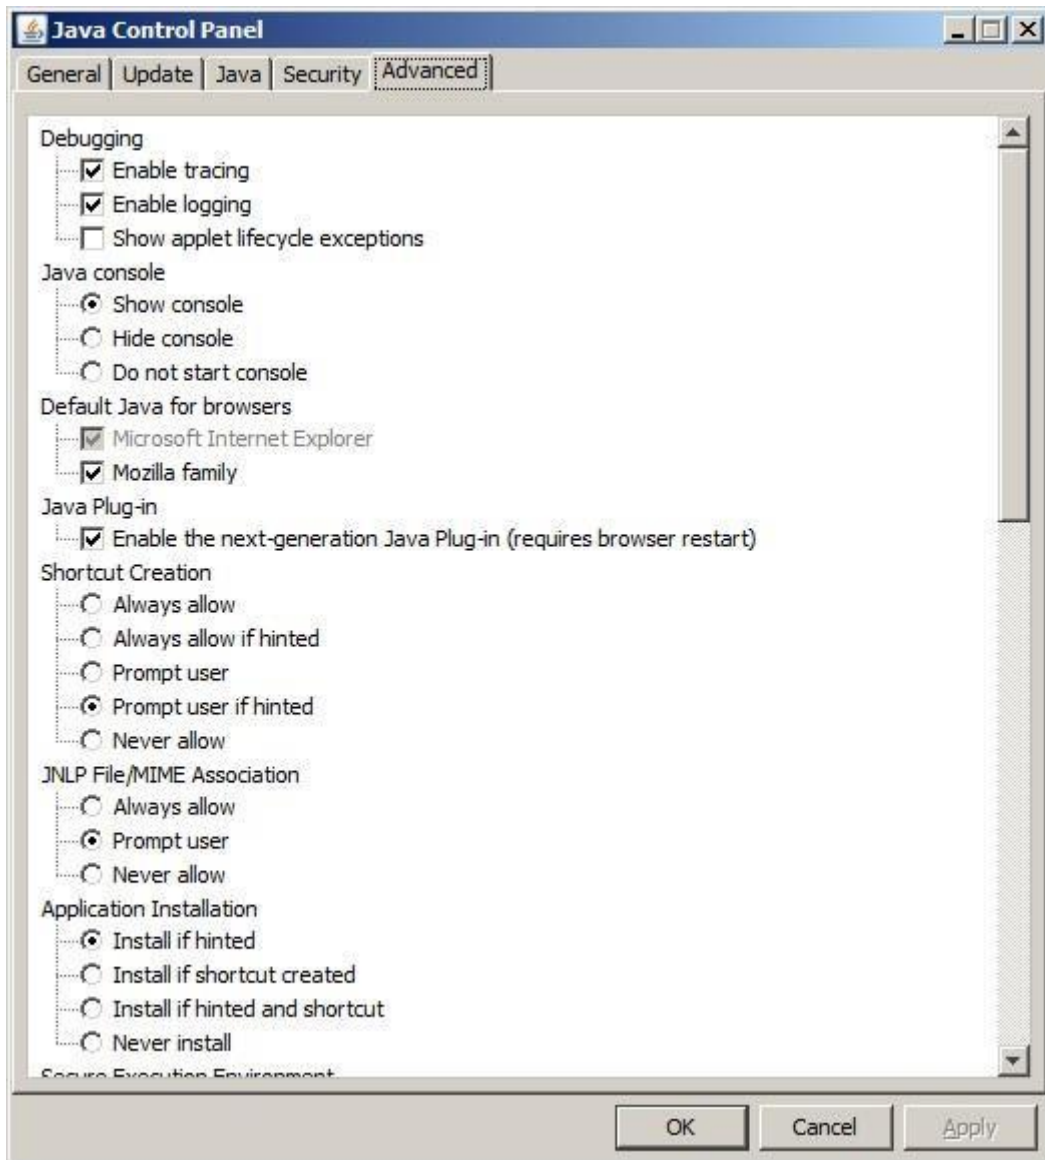 Java Control Panel
General Update Java Security Advanced
Debugging
Enable tracing
Enable logging
Show applet lifecycle exceptions
Java console
Show console
Hide console
Do not start console
Default Java for browsers
Microsoft Internet Explorer
Mozilla family
Java Plug-in
Enable the next-generation Java Plug-in (requires browser restart)
Shortcut Creation
Always allow
Always allow if hinted
Prompt user
Prompt user if hinted
Never allow
JNLP File/MIME Association
Always allow
Prompt user
Never allow
Application Installation
Install if hinted
Install if shortcut created
Install if hinted and shortcut
Never install
Secure Execution Environment
OK Cancel Apply